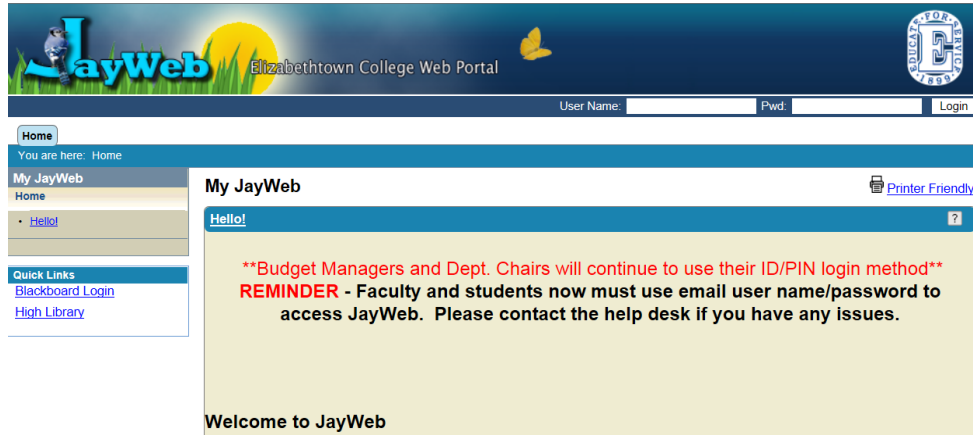 JayWeb
Elizabethtown College Web Portal
EDUCATE·FOR·SERVICE
1899
User Name:
Pwd:
Login
Home
You are here: Home
My JayWeb
Home
• Hello!
Quick Links
Blackboard Login
High Library
My JayWeb
Printer Friendly
Hello!
?
**Budget Managers and Dept. Chairs will continue to use their ID/PIN login method**
REMINDER - Faculty and students now must use email user name/password to
access JayWeb. Please contact the help desk if you have any issues.
Welcome to JayWeb